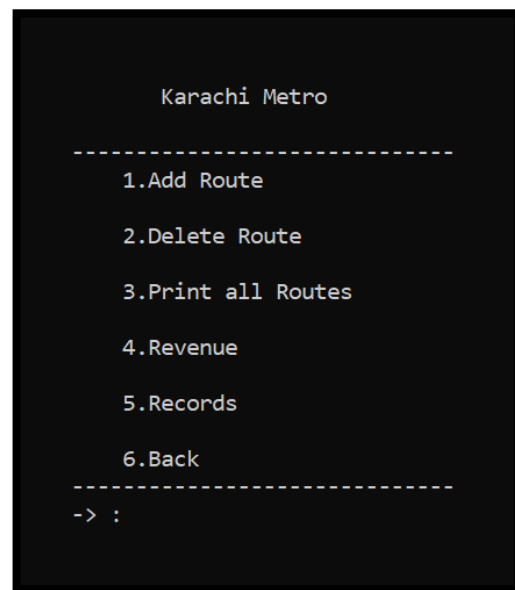 Karachi Metro
------------------------------
1.Add Route
2.Delete Route
3.Print all Routes
4.Revenue
5.Records
6.Back
------------------------------
-> :